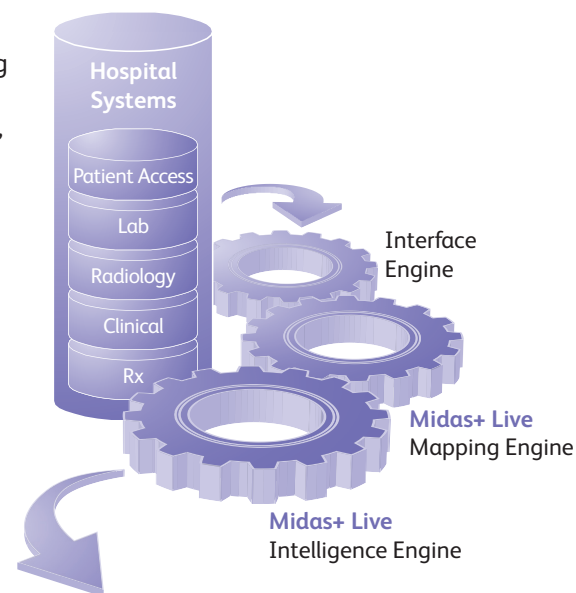 g
,
Hospital
Systems
Patient Access
Lab
Radiology
Clinical
Rx
Interface
Engine
Midas+ Live
Mapping Engine
Midas+ Live
Intelligence Engine